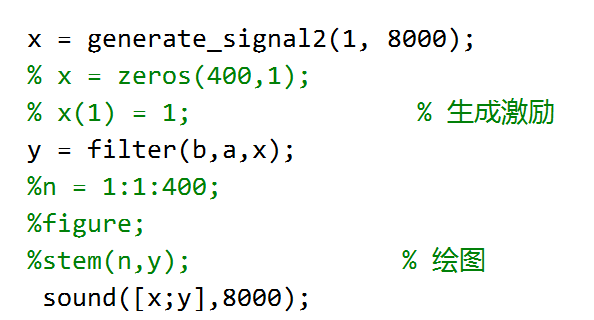 x = generate_signal2(1, 8000);
% x = zeros(400,1);
% x(1) = 1; % 生成激励
y = filter(b,a,x);
%n = 1:1:400;
%figure;
%stem(n,y); % 绘图
sound([x;y],8000);